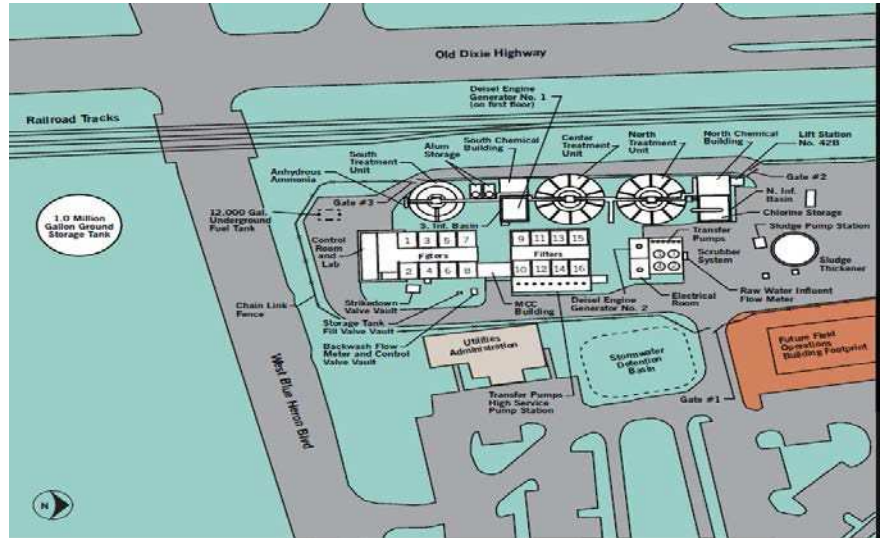 Old Dixie Highway
Railroad Tracks
Deisel Engine
Generator No. 1
(on first floor)
South Chemical
Building
Center
Treatment
Unit
North
Treatment
Unit
North Chemical
Building
Lift Station
No. 42B
Alum
Storage
South
Treatment
Unit
Anhydrous
Ammonia
Gate #3
Gate #2
N. Inf.
Basin
Chlorine Storage
Sludge Pump Station
1.0 Million
Gallon Ground
Storage Tank
12,000 Gal.
Underground
Fuel Tank
S. Inf. Basin
Transfer
Pumps
Scrubber
System
Sludge
Thickener
Control
Room
and
Lab
1 3 5 7
Filters
2 4 6 8
9 11 13 15
Filters
10 12 14 16
Raw Water Influent
Flow Meter
Electrical
Room
Deisel Engine
Generator No. 2
MCC
Building
Chain Link
Fence
Strikedown
Valve Vault
Storage Tank
Fill Valve Vault
Backwash Flow
Meter and Control
Valve Vault
Utilities
Administration
Stormwater
Detention
Basin
Future Field
Operations
Building Footprint
Transfer Pumps
High Service
Pump Station
Gate #1
West Blue Heron Blvd
N